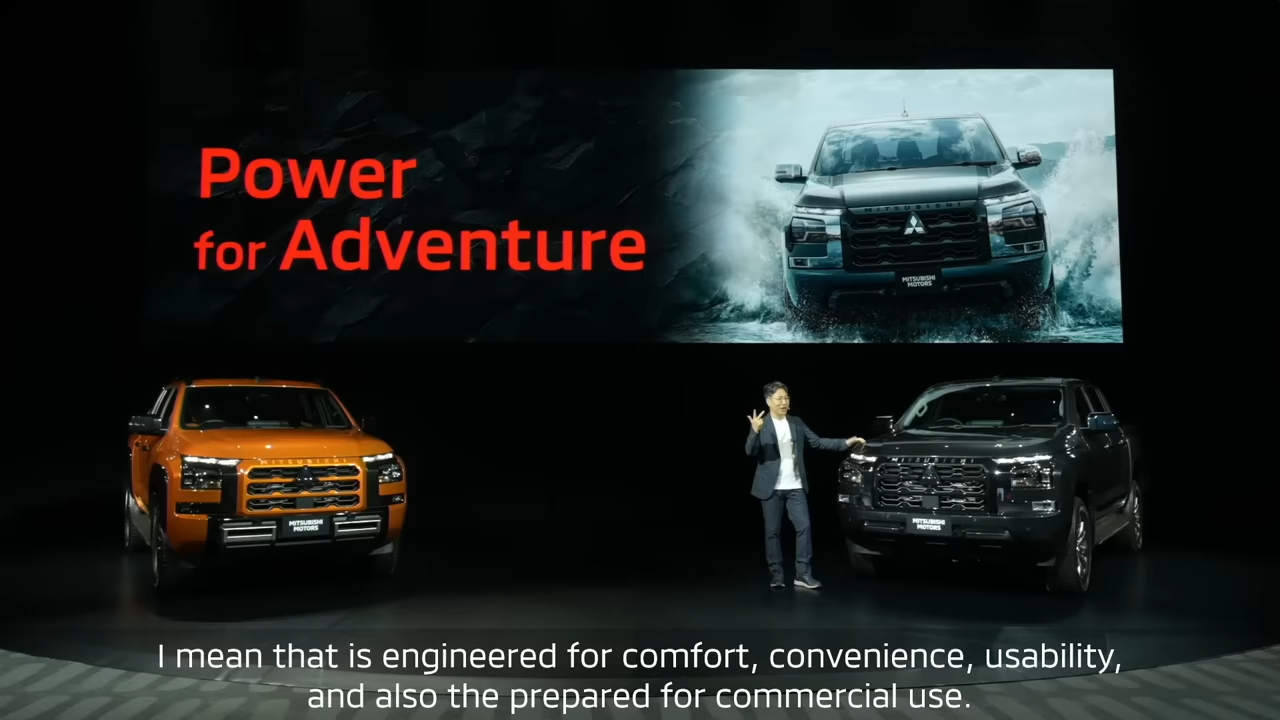 Power
for Adventure
MITSUBISHI
MITSUBISHI
MOTORS
MITSUBISHI
MOTORS
MITSUBISHI
MITSUBISHI
MOTORS
I mean that is engineered for comfort, convenience, usability,
and also the prepared for commercial use.